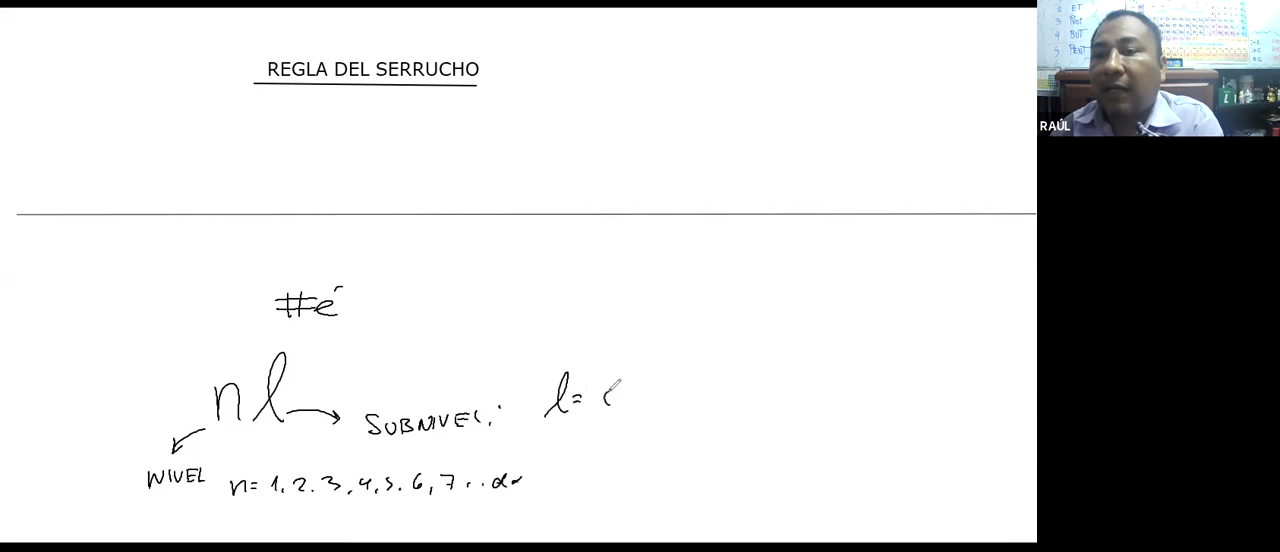 REGLA DEL SERRUCHO
RAÚL
#e-
nl
SUBNIVEL: l=
NIVEL n= 1, 2. 3, 4, 5. 6, 7 ..